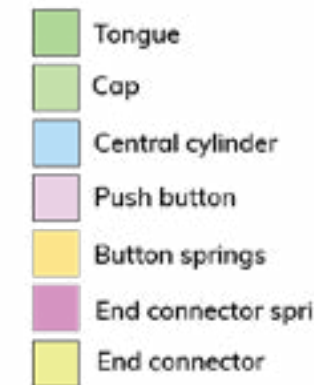 Tongue
Cap
Central cylinder
Push button
Button springs
End connector spri
End connector